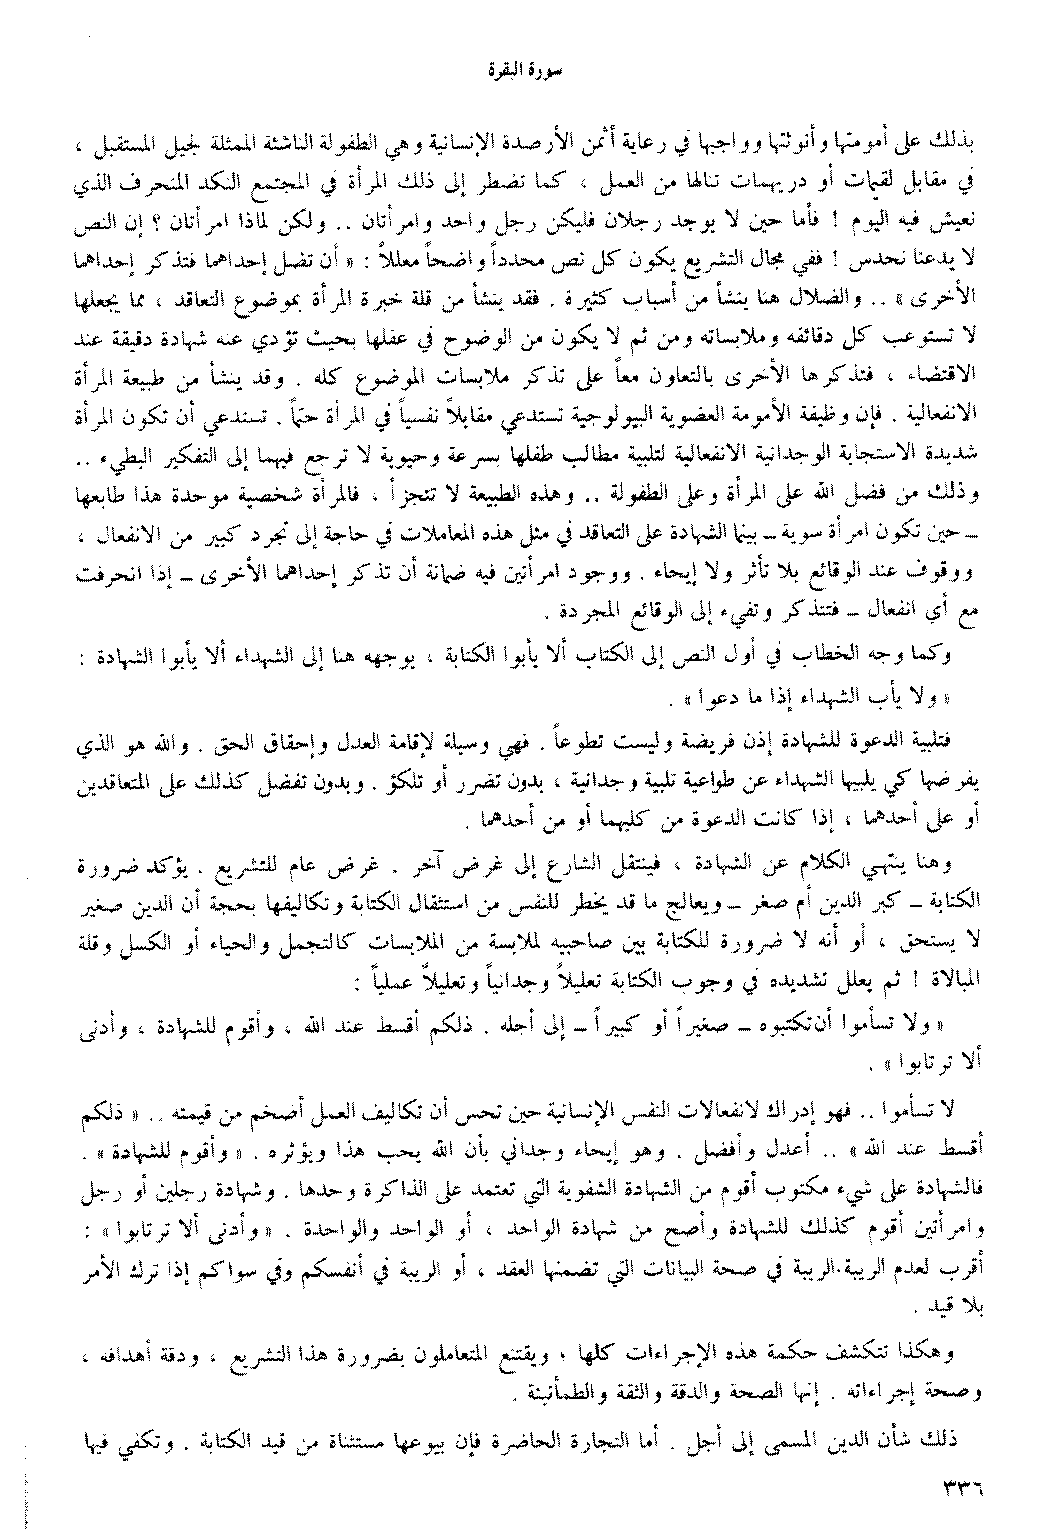 سورة البقرة
بذلك على أمومتها وأنوثتها وواجبها في رعاية أثمن الأرصدة الإنسانية وهي الطفولة الناشئة الممثلة لجيل المستقبل ،
في مقابل لقيمات أو دريهمات تنالها من العمل ، كما تضطر إلى ذلك المرأة في المجتمع النكد المنحرف الذي
نعيش فيه اليوم ! فأما حين لا يوجد رجلان فليكن رجل واحد وامرأتان .. ولكن لماذا امرأتان ؟ إن النص
لا يدعنا نحدس ! ففي مجال التشريع يكون كل نص محدداً واضحاً معللاً : « أن تضل إحداهما فتذكر إحداهما
الأخرى » .. والضلال هنا ينشأ من أسباب كثيرة . فقد ينشأ من قلة خبرة المرأة بموضوع التعاقد ، مما يجعلها
لا تستوعب كل دقائقه وملابساته ومن ثم لا يكون من الوضوح في عقلها بحيث تؤدي عنه شهادة دقيقة عند
الاقتضاء ، فتذكرها الأخرى بالتعاون معاً على تذكر ملابسات الموضوع كله . وقد ينشأ من طبيعة المرأة
الانفعالية . فإن وظيفة الأمومة العضوية البيولوجية تستدعي مقابلاً نفسياً في المرأة حتماً . تستدعي أن تكون المرأة
شديدة الاستجابة الوجدانية الانفعالية لتلبية مطالب طفلها بسرعة وحيوية لا ترجع فيهما إلى التفكير البطيء ..
وذلك من فضل الله على المرأة وعلى الطفولة .. وهذه الطبيعة لا تتجزأ ، فالمرأة شخصية موحدة هذا طابعها
ــ حين تكون امرأة سوية ــ بينما الشهادة على التعاقد في مثل هذه المعاملات في حاجة إلى تجرد كبير من الانفعال ،
ووقوف عند الوقائع بلا تأثر ولا إيحاء . ووجود امرأتين فيه ضمانة أن تذكر إحداهما الأخرى ــ إذا انحرفت
مع أي انفعال ــ فتتذكر وتفيء إلى الوقائع المجردة .
وكما وجه الخطاب في أول النص إلى الكتاب ألا يأبوا الكتابة ، يوجهه هنا إلى الشهداء ألا يأبوا الشهادة :
« ولا يأب الشهداء إذا ما دعوا » .
فتلبية الدعوة للشهادة إذن فريضة وليست تطوعاً . فهي وسيلة لإقامة العدل وإحقاق الحق . والله هو الذي
يفرضها كي يلبيها الشهداء عن طواعية تلبية وجدانية ، بدون تضرر أو تلكؤ . وبدون تفضل كذلك على المتعاقدين
أو على أحدهما ، إذا كانت الدعوة من كليهما أو من أحدهما .
وهنا ينتهي الكلام عن الشهادة ، فينتقل الشارع إلى غرض آخر . غرض عام للتشريع . يؤكد ضرورة
الكتابة ــ كبر الدين أم صغر ــ ويعالج ما قد يخطر للنفس من استثقال الكتابة وتكاليفها بحجة أن الدين صغير
لا يستحق ، أو أنه لا ضرورة للكتابة بين صاحبيه لملابسة من الملابسات كالتجمل والحياء أو الكسل وقلة
المبالاة ! ثم يعلل تشديده في وجوب الكتابة تعليلاً وجدانياً وتعليلاً عملياً :
« ولا تسأموا أن تكتبوه ــ صغيراً أو كبيراً ــ إلى أجله . ذلكم أقسط عند الله ، وأقوم للشهادة ، وأدنى
ألا ترتابوا » .
لا تسأموا .. فهو إدراك لانفعالات النفس الإنسانية حين تحس أن تكاليف العمل أضخم من قيمته .. « ذلكم
أقسط عند الله » .. أعدل وأفضل . وهو إيحاء وجداني بأن الله يحب هذا ويؤثره . « وأقوم للشهادة » .
فالشهادة على شيء مكتوب أقوم من الشهادة الشفوية التي تعتمد على الذاكرة وحدها . وشهادة رجلين أو رجل
وامرأتين أقوم كذلك للشهادة وأصح من شهادة الواحد ، أو الواحد والواحدة . « وأدنى ألا ترتابوا » :
أقرب لعدم الريبة. الريبة في صحة البيانات التي تضمنها العقد ، أو الريبة في أنفسكم وفي سواكم إذا ترك الأمر
بلا قيد .
وهكذا تتكشف حكمة هذه الإجراءات كلها ؛ ويقتنع المتعاملون بضرورة هذا التشريع ، ودقة أهدافه ،
وصحة إجراءاته . إنها الصحة والدقة والثقة والطمأنينة .
ذلك شأن الدين المسمى إلى أجل . أما التجارة الحاضرة فإن بيوعها مستثناة من قيد الكتابة . وتكفي فيها
٣٣٦